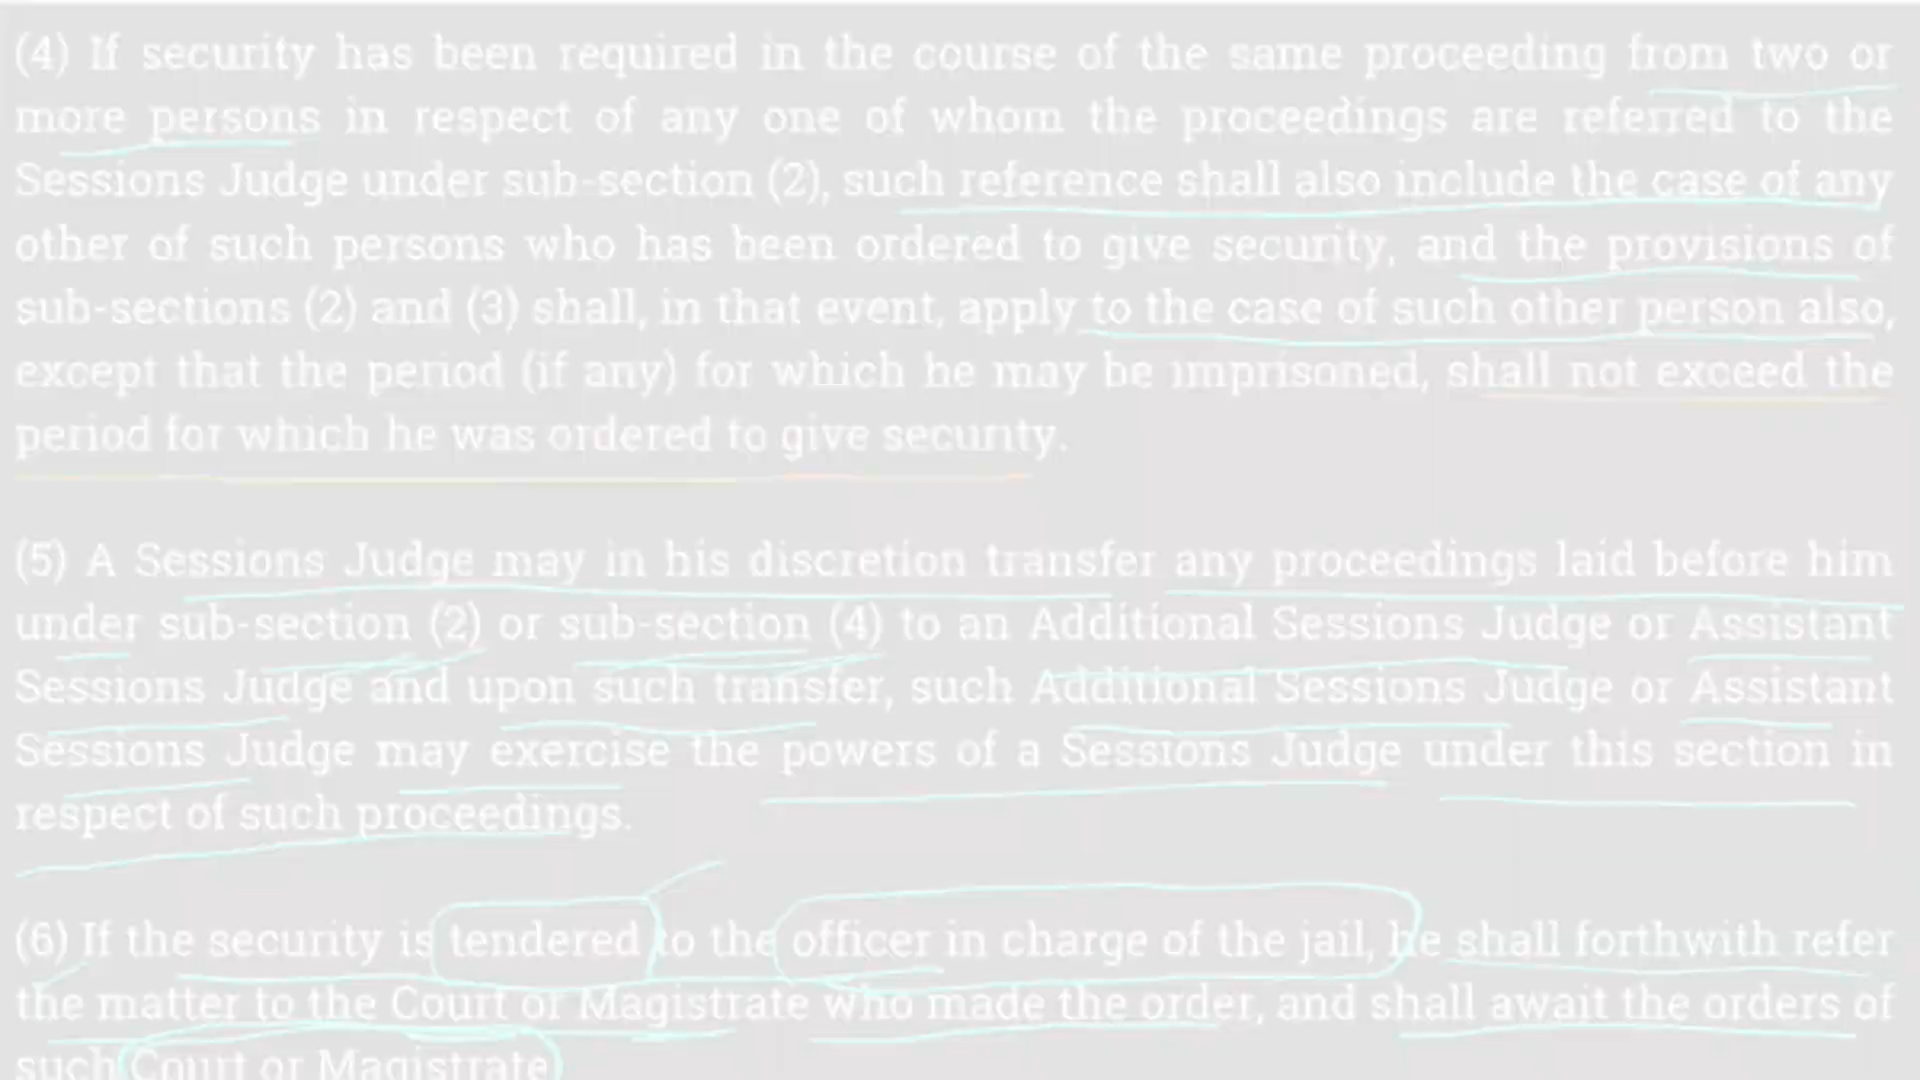 (4) If security has been required in the course of the same proceeding from two or
more persons in respect of any one of whom the proceedings are referred to the
Sessions Judge under sub-section (2), such reference shall also include the case of any
other of such persons who has been ordered to give security, and the provisions of
sub-sections (2) and (3) shall, in that event, apply to the case of such other person also,
except that the period (if any) for which he may be imprisoned, shall not exceed the
period for which he was ordered to give security.
(5) A Sessions Judge may in his discretion transfer any proceedings laid before him
under sub-section (2) or sub-section (4) to an Additional Sessions Judge or Assistant
Sessions Judge and upon such transfer, such Additional Sessions Judge or Assistant
Sessions Judge may exercise the powers of a Sessions Judge under this section in
respect of such proceedings.
(6) If the security is tendered to the officer in charge of the jail, he shall forthwith refer
the matter to the Court or Magistrate who made the order, and shall await the orders of
such Court or Magistrate